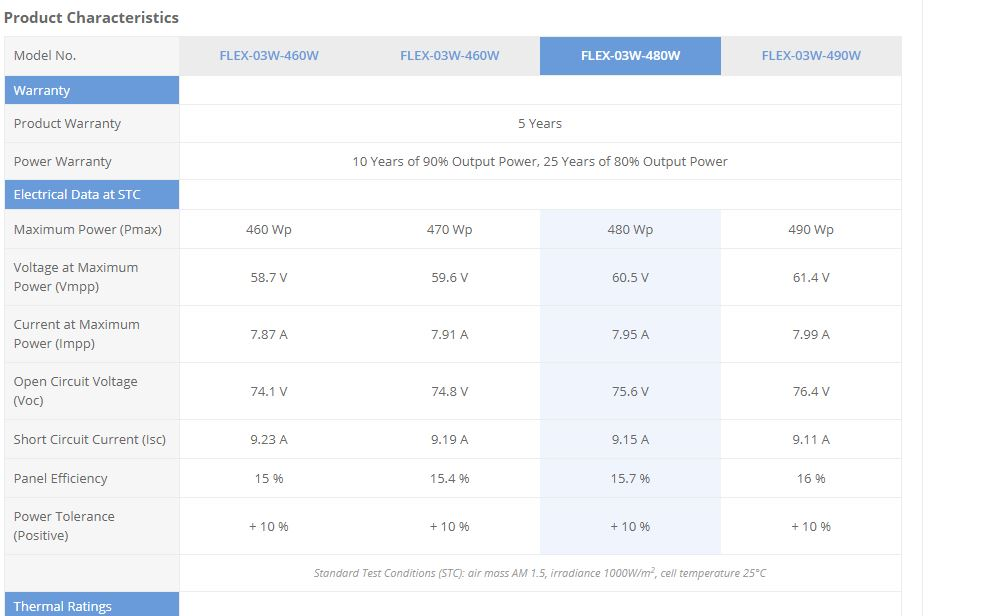 Product Characteristics
Model No. FLEX-03W-460W FLEX-03W-460W FLEX-03W-480W FLEX-03W-490W
Warranty
Product Warranty 5 Years
Power Warranty 10 Years of 90% Output Power, 25 Years of 80% Output Power
Electrical Data at STC
Maximum Power (Pmax) 460 Wp 470 Wp 480 Wp 490 Wp
Voltage at Maximum
Power (Vmpp) 58.7 V 59.6 V 60.5 V 61.4 V
Current at Maximum
Power (Impp) 7.87 A 7.91 A 7.95 A 7.99 A
Open Circuit Voltage
(Voc) 74.1 V 74.8 V 75.6 V 76.4 V
Short Circuit Current (Isc) 9.23 A 9.19 A 9.15 A 9.11 A
Panel Efficiency 15 % 15.4 % 15.7 % 16 %
Power Tolerance
(Positive) + 10 % + 10 % + 10 % + 10 %
Standard Test Conditions (STC): air mass AM 1.5, irradiance 1000W/m², cell temperature 25°C
Thermal Ratings